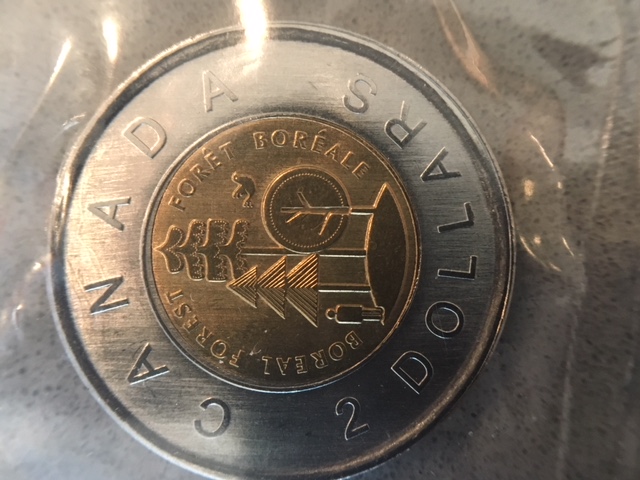 CANADA
2 DOLLARS
FORÊT BORÉALE
BOREAL FOREST